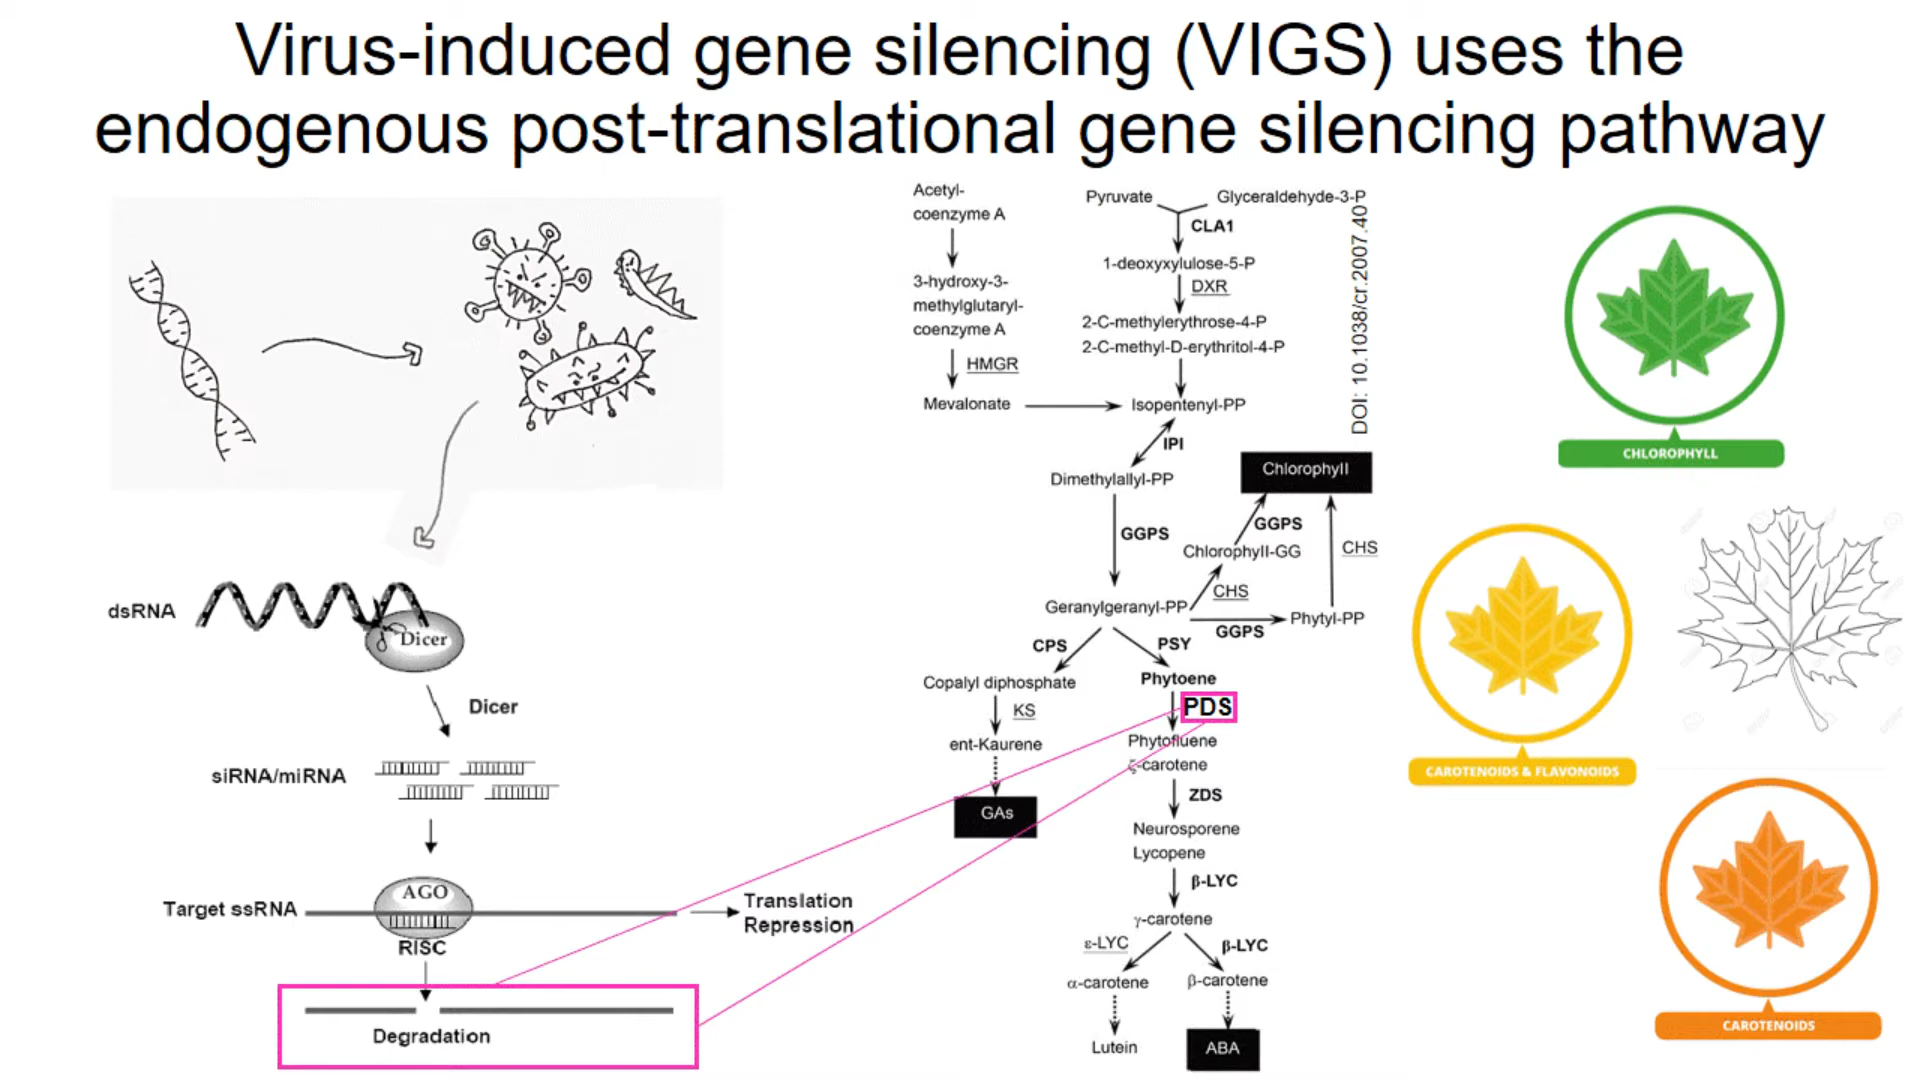 Virus-induced gene silencing (VIGS) uses the
endogenous post-translational gene silencing pathway
dsRNA
Dicer
Dicer
siRNA/miRNA
AGO
Target ssRNA
RISC
Translation
Repression
Degradation
Acetyl-
coenzyme A
3-hydroxy-3-
methylglutaryl-
coenzyme A
HMGR
Mevalonate
Pyruvate
Glyceraldehyde-3-P
CLA1
1-deoxyxylulose-5-P
DXR
2-C-methylerythrose-4-P
2-C-methyl-D-erythritol-4-P
Isopentenyl-PP
IPI
Dimethylallyl-PP
GGPS
Geranylgeranyl-PP
Chlorophyll
GGPS
Chlorophyll-GG
CHS
CHS
GGPS
Phytyl-PP
CPS
PSY
Copalyl diphosphate
KS
ent-Kaurene
GAs
Phytoene
PDS
Phytofluene
ζ-carotene
ZDS
Neurosporene
Lycopene
β-LYC
γ-carotene
ε-LYC
β-LYC
α-carotene
β-carotene
Lutein
ABA
DOI: 10.1038/cr.2007.40
CHLOROPHYLL
CAROTENOIDS & FLAVONOIDS
CAROTENOIDS